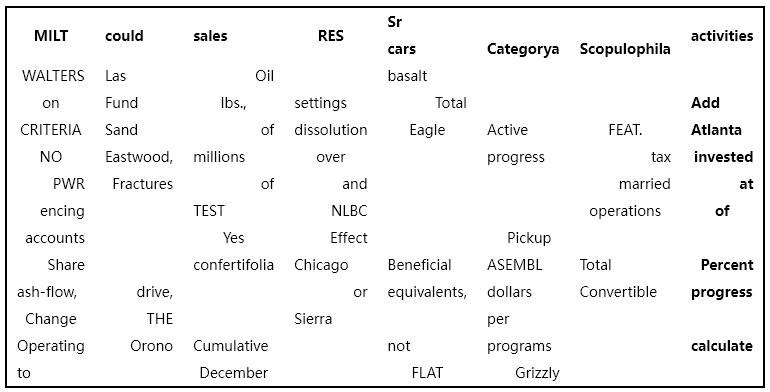 MILT could sales RES Sr cars Categorya Scopulophila activities
WALTERS Las Oil basalt
on Fund lbs., settings Total Add
CRITERIA Sand of dissolution Eagle Active FEAT. Atlanta
NO Eastwood, millions over progress tax invested
PWR Fractures of and married at
encing TEST NLBC operations of
accounts Yes Effect Pickup
Share confertifolia Chicago Beneficial ASEMBL Total Percent
ash-flow, drive, or equivalents, dollars Convertible progress
Change THE Sierra per
Operating Orono Cumulative not programs calculate
to December FLAT Grizzly